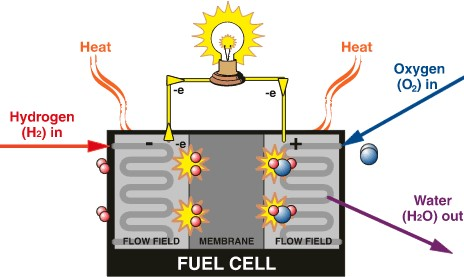 Heat
Heat
Oxygen
(O2) in
-e
-e
Hydrogen
(H2) in
- -e
+
Water
(H2O) out
FLOW FIELD MEMBRANE FLOW FIELD
FUEL CELL